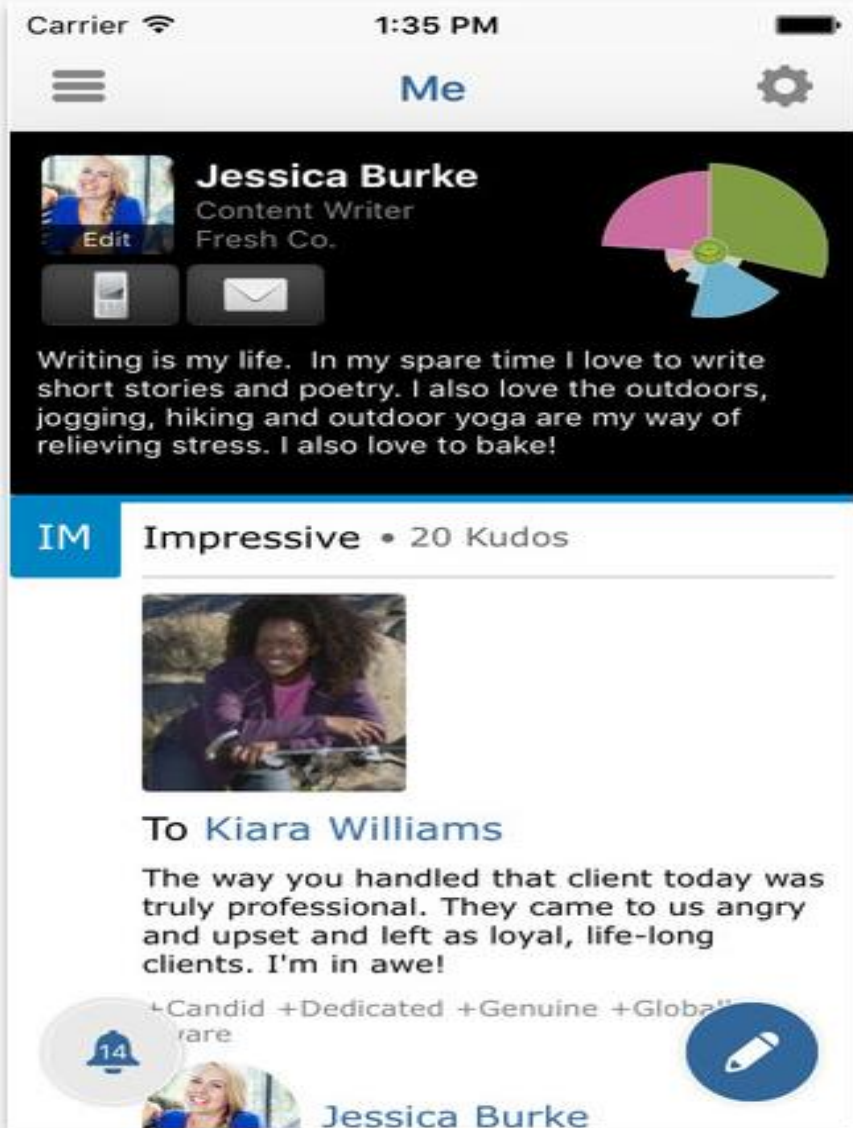 Carrier 1:35 PM
Me
Jessica Burke
Content Writer
Edit Fresh Co.
Writing is my life. In my spare time I love to write
short stories and poetry. I also love the outdoors,
jogging, hiking and outdoor yoga are my way of
relieving stress. I also love to bake!
IM Impressive • 20 Kudos
To Kiara Williams
The way you handled that client today was
truly professional. They came to us angry
and upset and left as loyal, life-long
clients. I'm in awe!
+Candid +Dedicated +Genuine
14
Jessica Burke